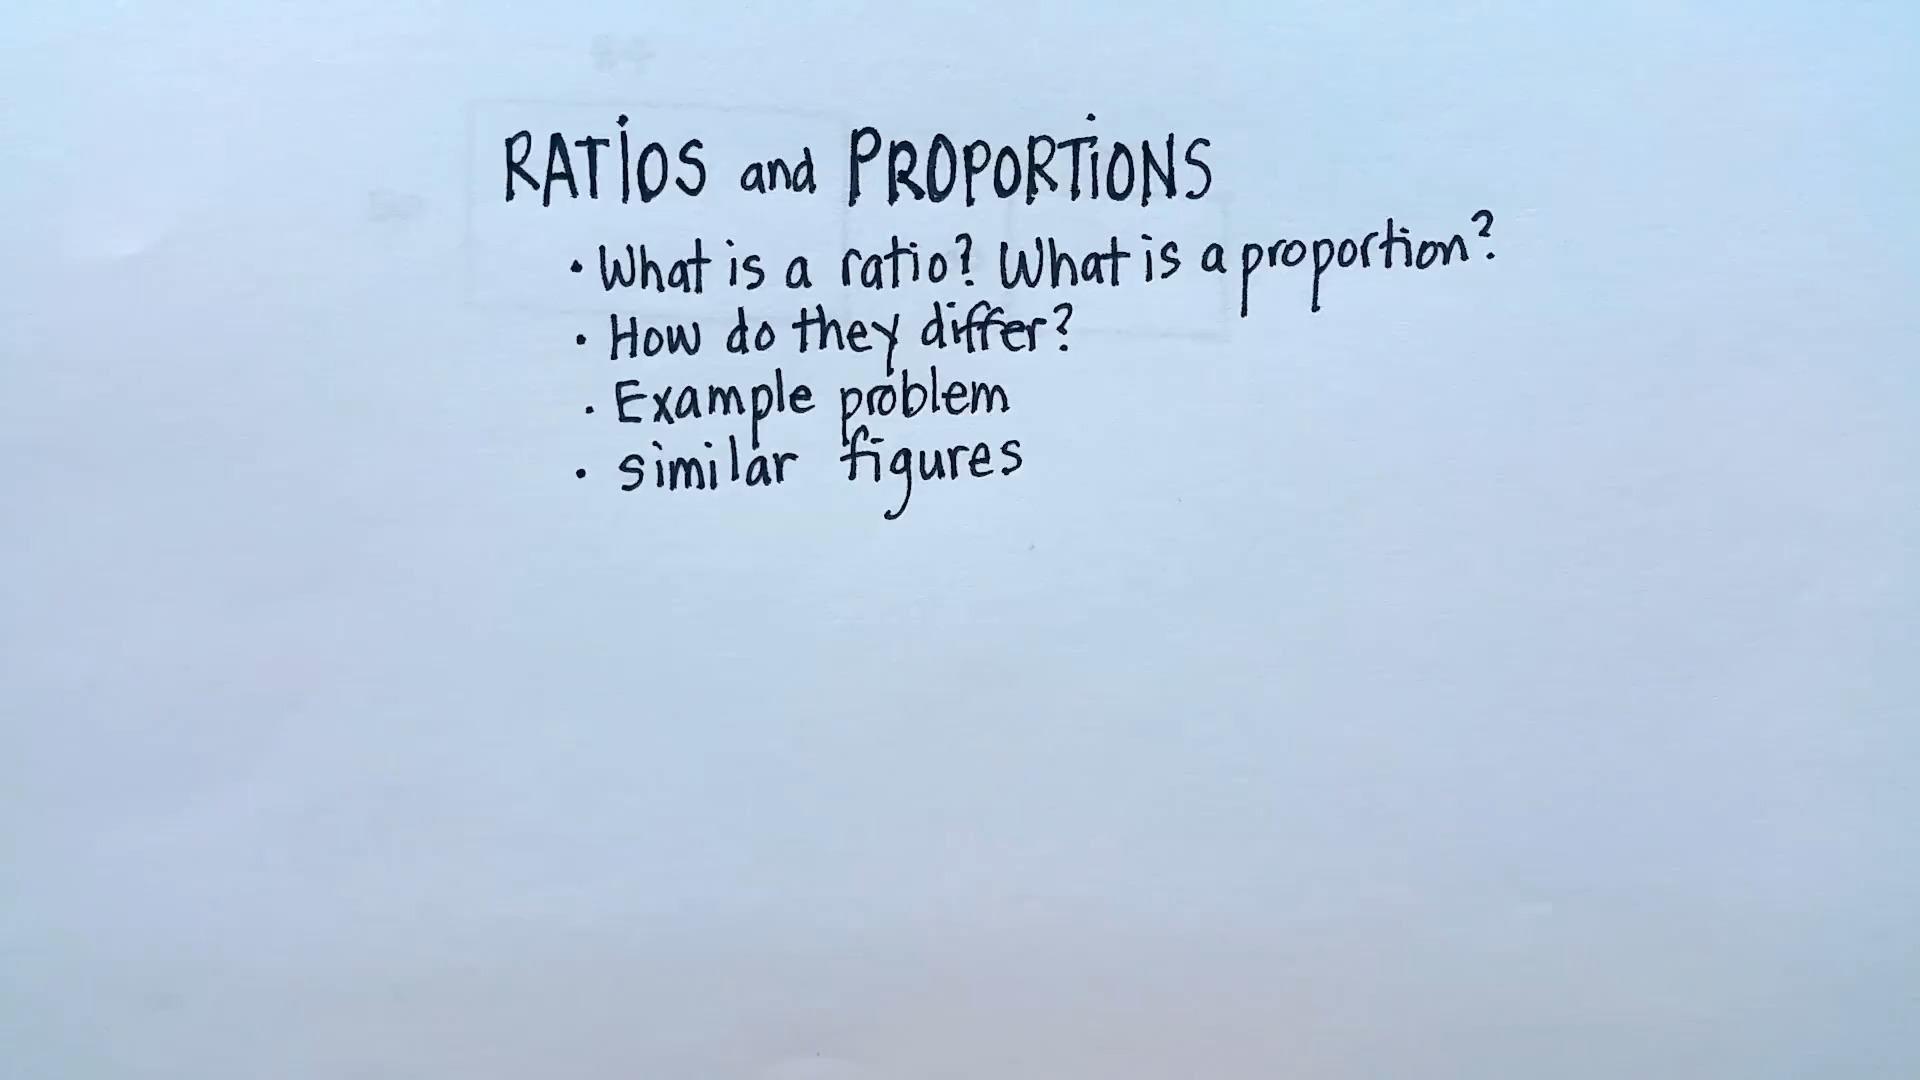 RATIOS and PROPORTIONS
• What is a ratio? What is a proportion?
• How do they differ?
• Example problem
• similar figures